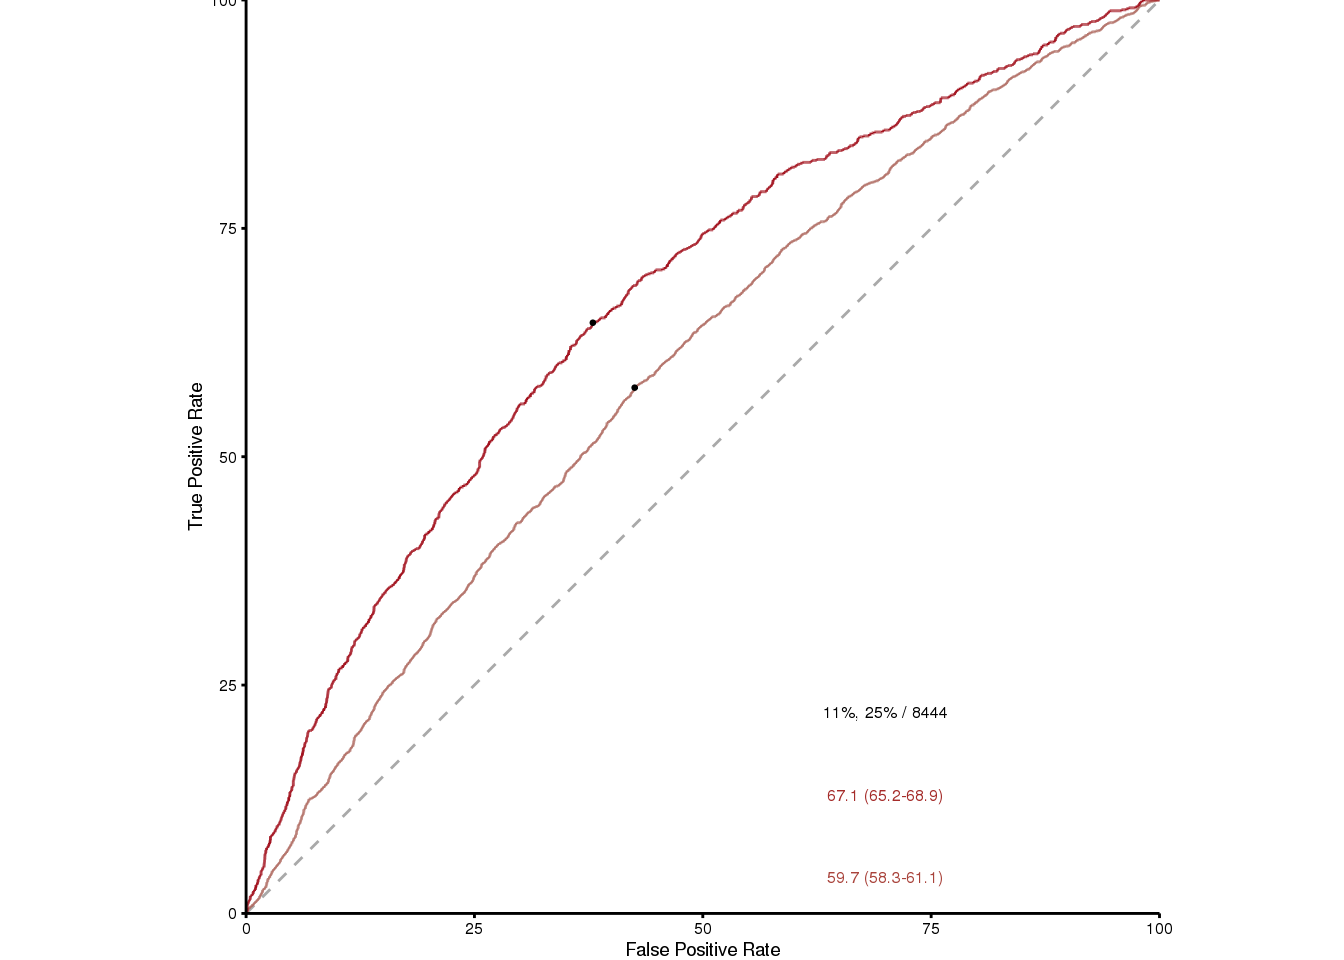 100
75
50
25
0
True Positive Rate
11%, 25% / 8444
67.1 (65.2-68.9)
59.7 (58.3-61.1)
0 25 50 75 100
False Positive Rate